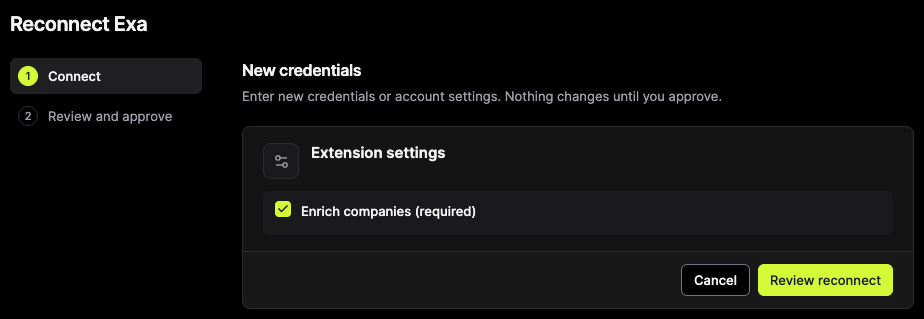 Reconnect Exa
1 Connect
2 Review and approve
New credentials
Enter new credentials or account settings. Nothing changes until you approve.
Extension settings
Enrich companies (required)
Cancel Review reconnect